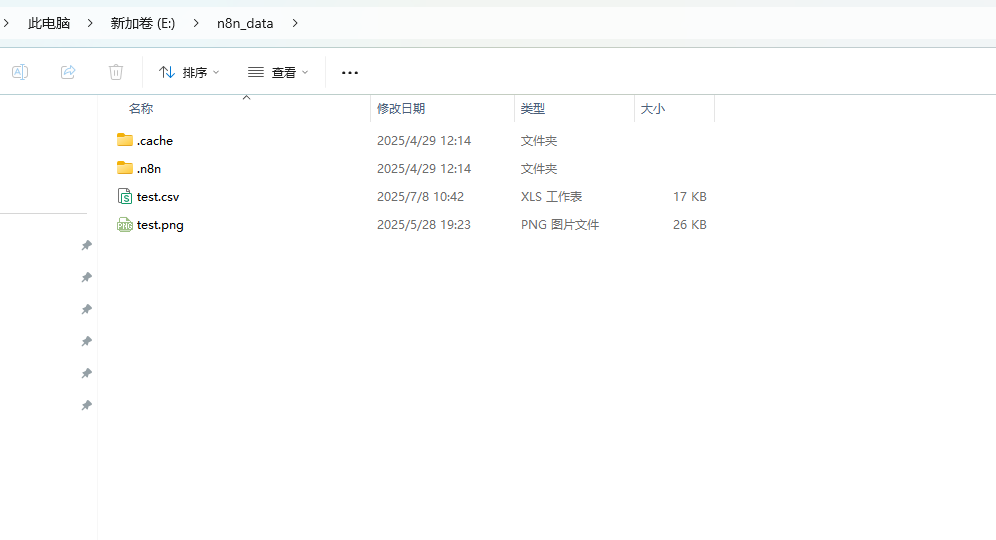 此电脑 新加卷 (E:) n8n_data
排序 查看
名称 修改日期 类型 大小
.cache 2025/4/29 12:14 文件夹
.n8n 2025/4/29 12:14 文件夹
test.csv 2025/7/8 10:42 XLS 工作表 17 KB
test.png 2025/5/28 19:23 PNG 图片文件 26 KB